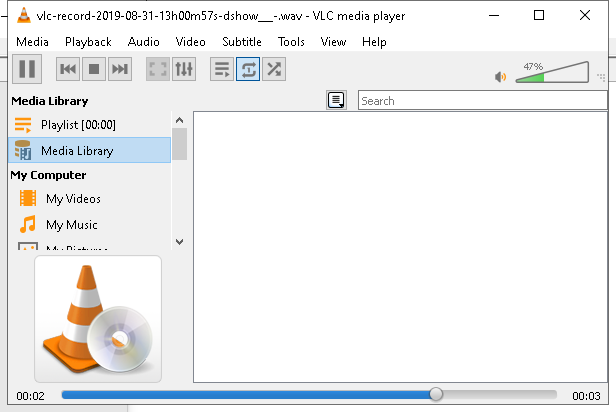 vlc-record-2019-08-31-13h00m57s-dshow__-.wav - VLC media player
Media Playback Audio Video Subtitle Tools View Help
47%
Media Library
Search
Playlist [00:00]
Media Library
My Computer
My Videos
My Music
My Pictures
00:02 00:03